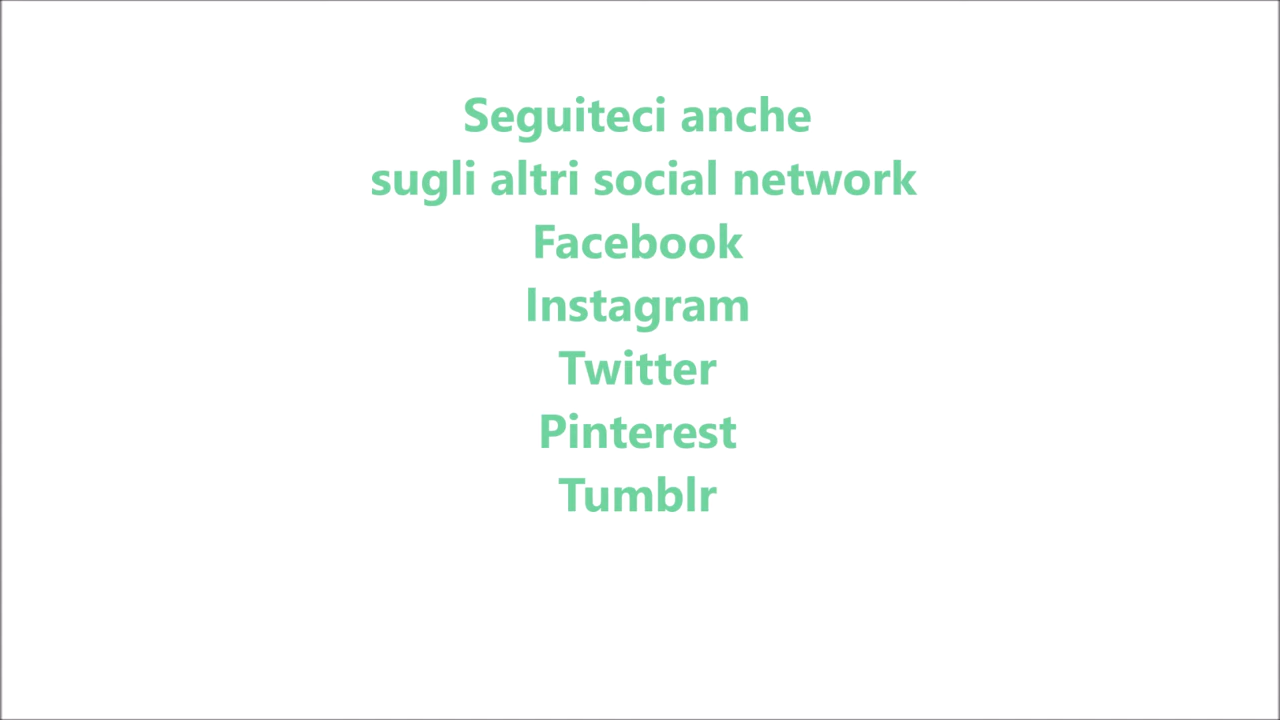 Seguiteci anche
sugli altri social network
Facebook
Instagram
Twitter
Pinterest
Tumblr